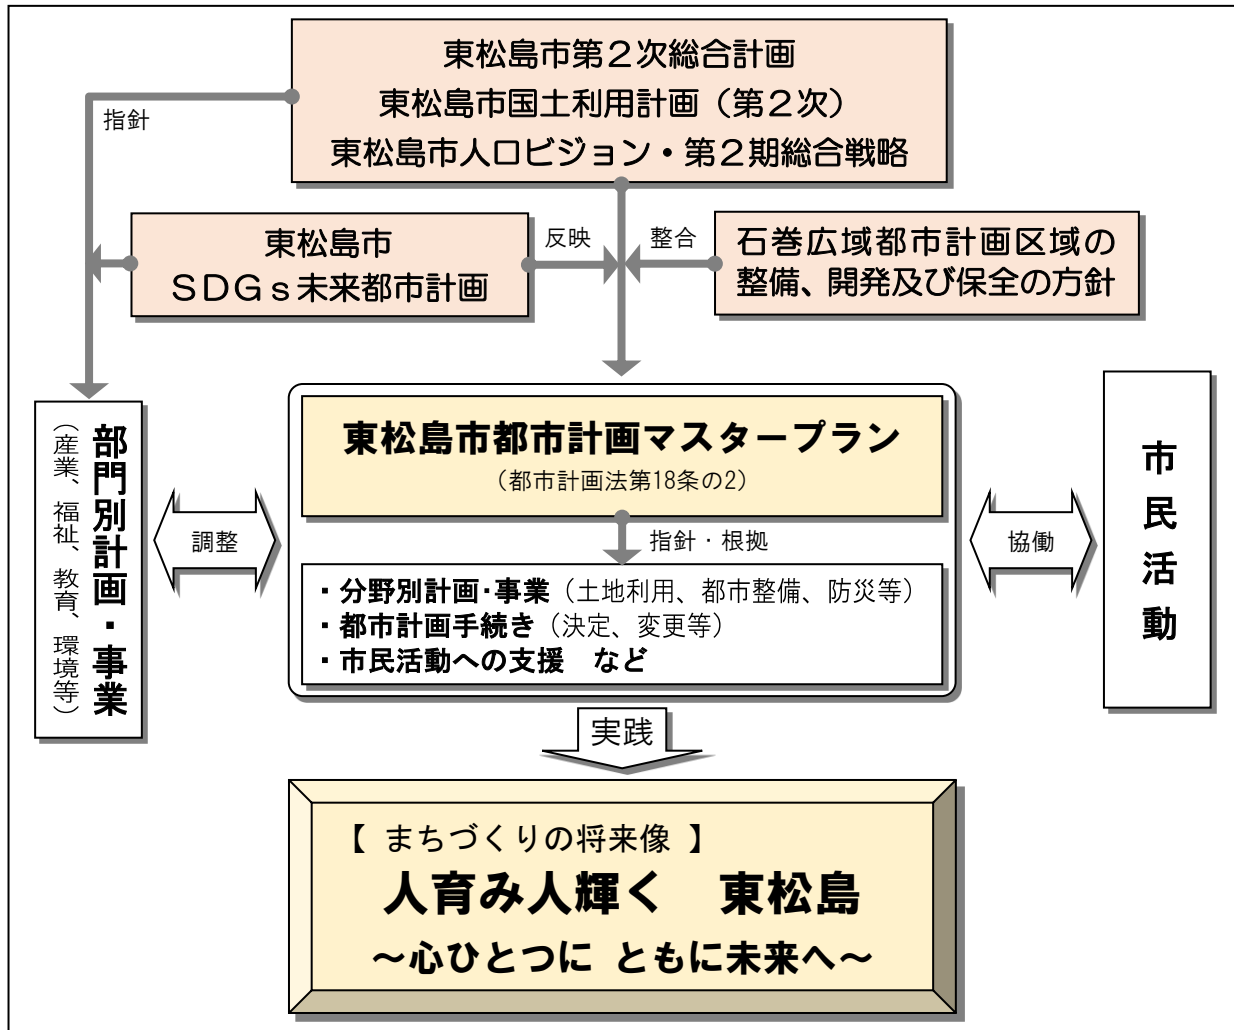 東松島市第２次総合計画
東松島市国土利用計画（第２次）
東松島市人口ビジョン・第２期総合戦略
指針
東松島市
ＳＤＧｓ未来都市計画
反映
整合
石巻広域都市計画区域の
整備、開発及び保全の方針
部門別計画・事業
（産業、福祉、教育、環境等）
調整
東松島市都市計画マスタープラン
（都市計画法第18条の2）
指針・根拠
・分野別計画・事業（土地利用、都市整備、防災等）
・都市計画手続き（決定、変更等）
・市民活動への支援　など
協働
市民活動
実践
【 まちづくりの将来像 】
人育み人輝く　東松島
～心ひとつに ともに未来へ～